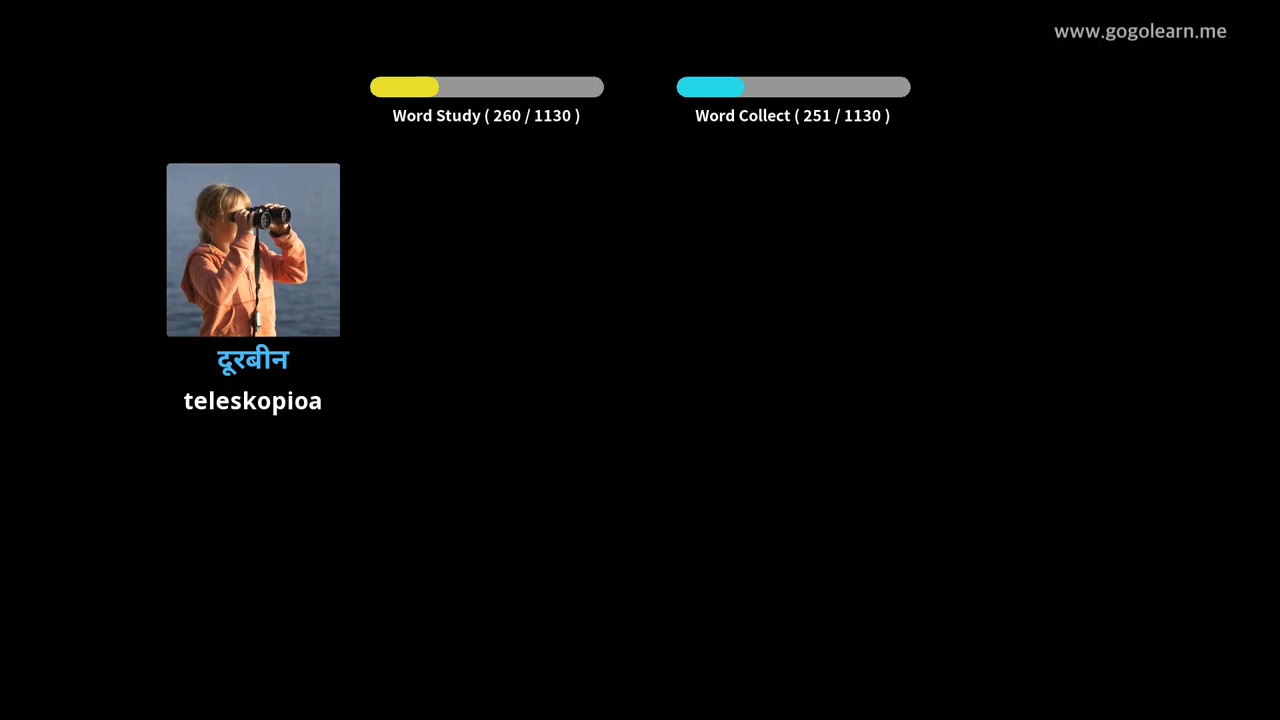 www.gogolearn.me
Word Study ( 260 / 1130 )
Word Collect ( 251 / 1130 )
दूरबीन
teleskopioa